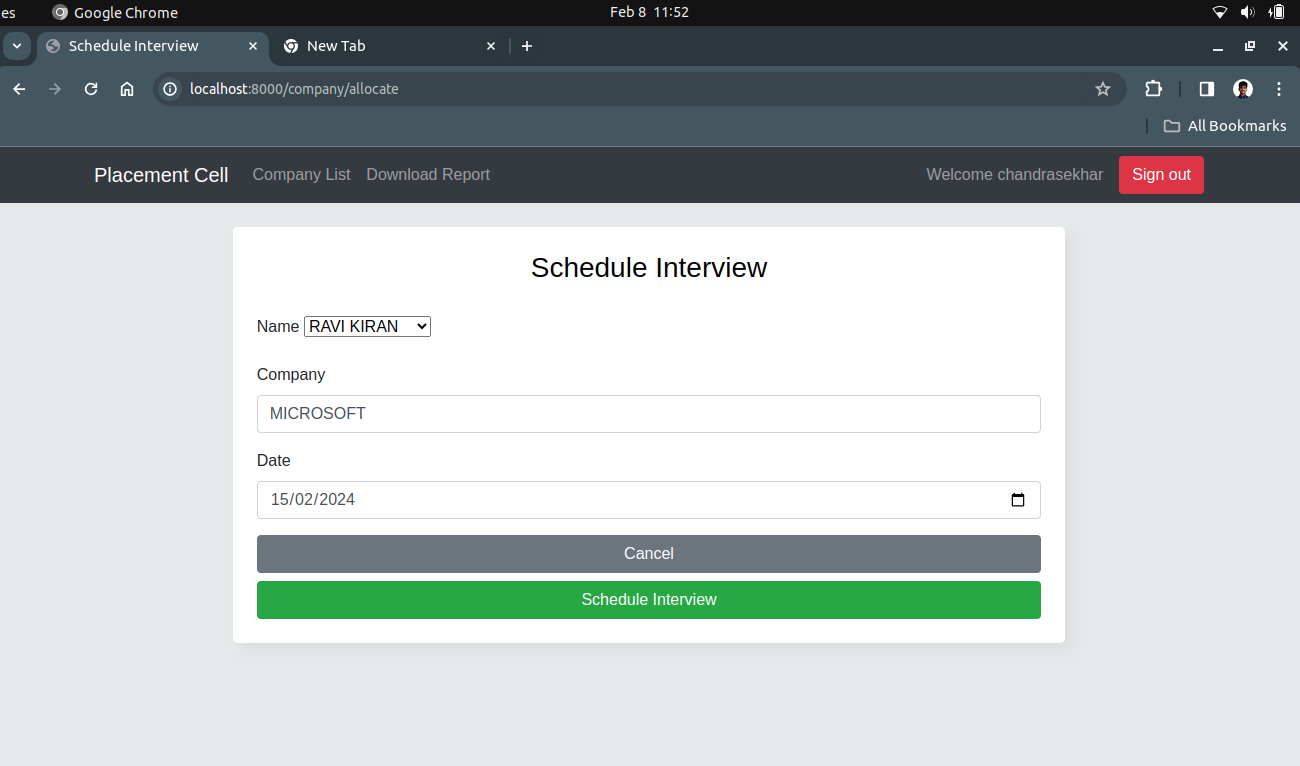 es Google Chrome Feb 8 11:52
Schedule Interview New Tab
localhost:8000/company/allocate
All Bookmarks
Placement Cell Company List Download Report Welcome chandrasekhar Sign out
Schedule Interview
Name RAVI KIRAN
Company
MICROSOFT
Date
15/02/2024
Cancel
Schedule Interview